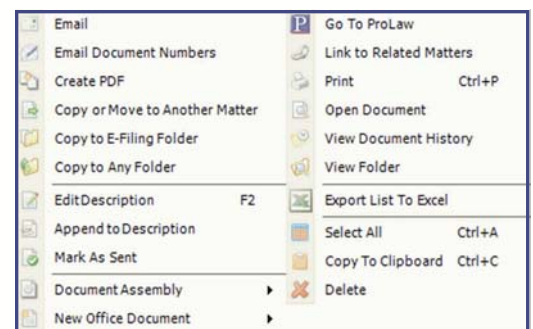 Email
Email Document Numbers
Create PDF
Copy or Move to Another Matter
Copy to E-Filing Folder
Copy to Any Folder
Edit Description F2
Append to Description
Mark As Sent
Document Assembly
New Office Document
P Go To ProLaw
Link to Related Matters
Print Ctrl+P
Open Document
View Document History
View Folder
Export List To Excel
Select All Ctrl+A
Copy To Clipboard Ctrl+C
Delete